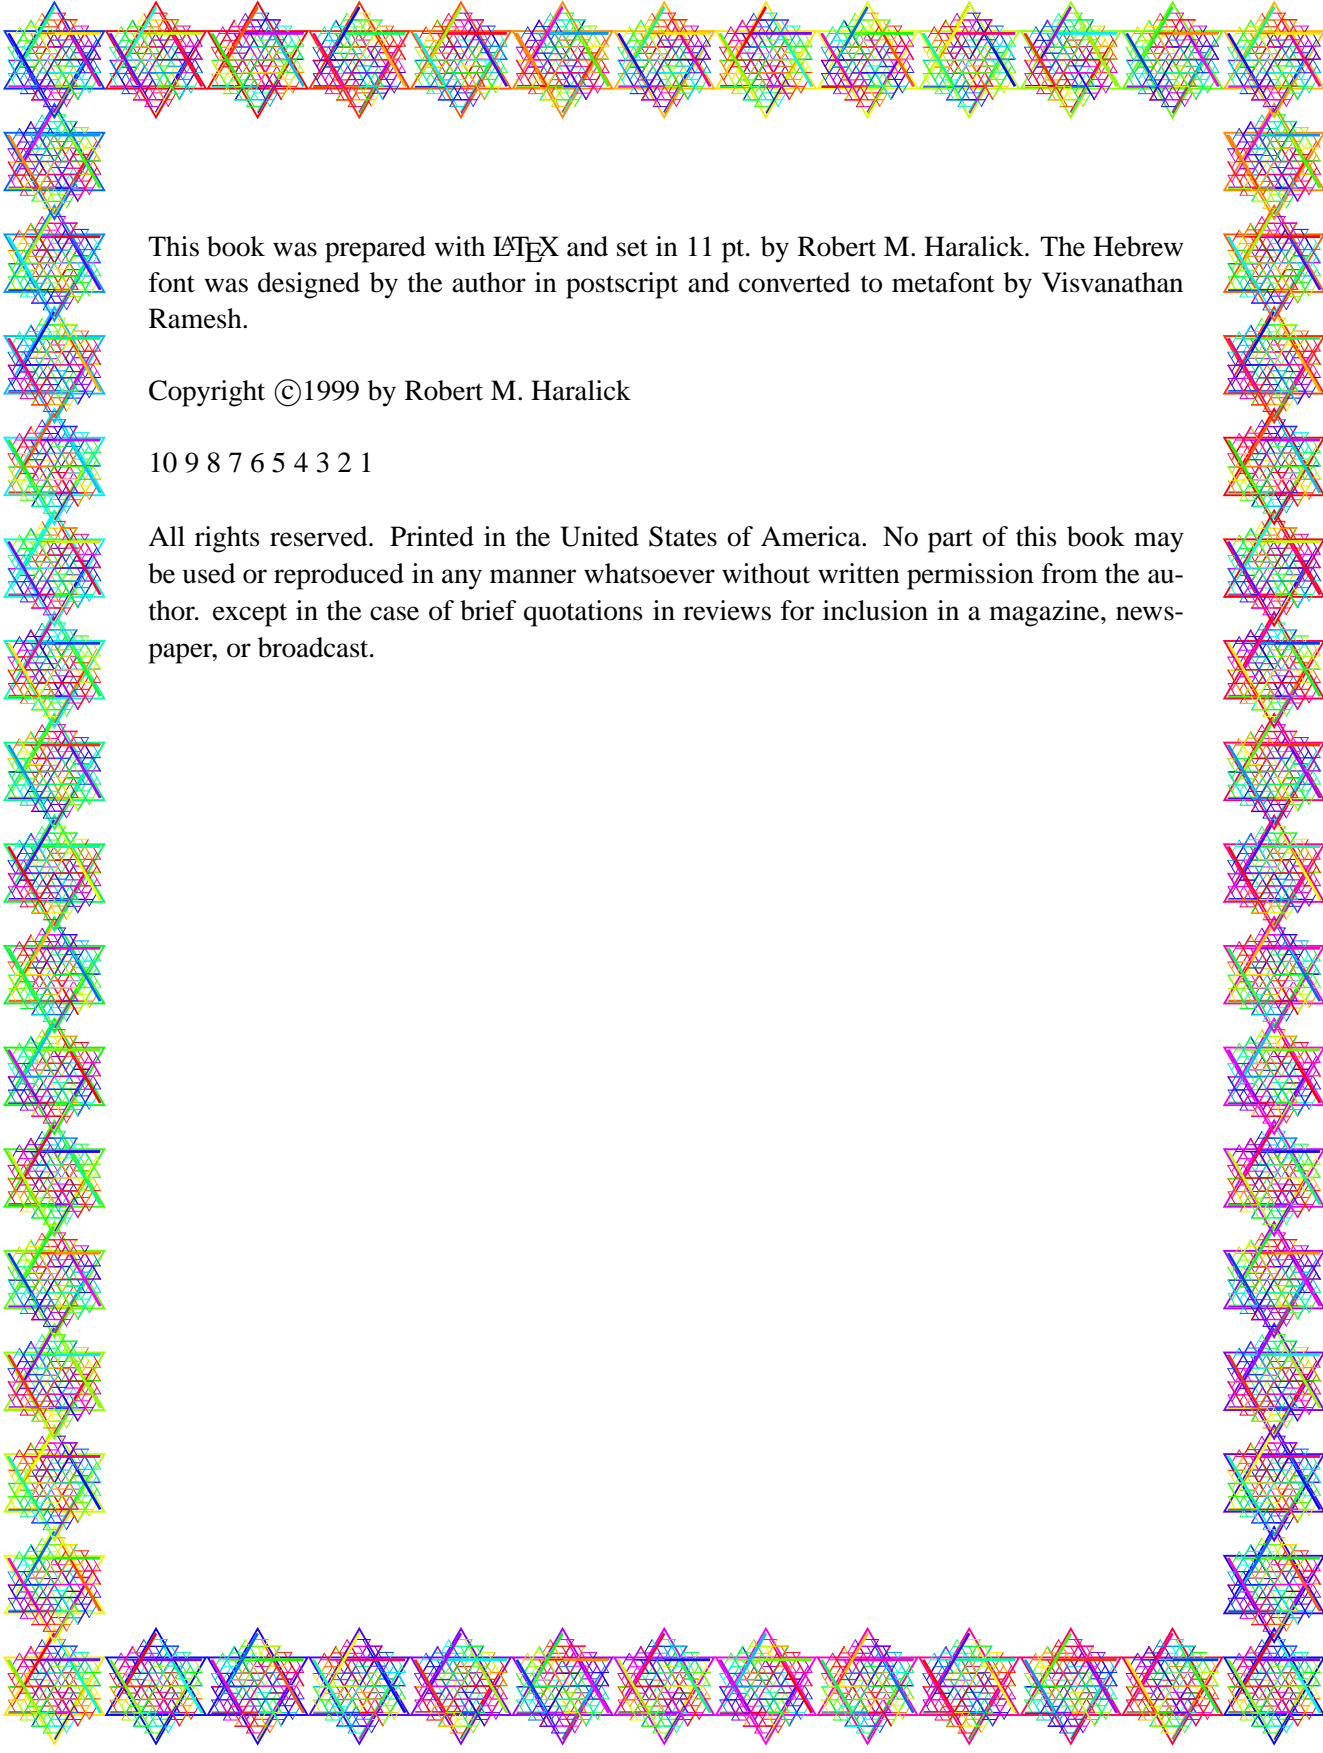 This book was prepared with LATEX and set in 11 pt. by Robert M. Haralick. The Hebrew
font was designed by the author in postscript and converted to metafont by Visvanathan
Ramesh.
Copyright ©1999 by Robert M. Haralick
10 9 8 7 6 5 4 3 2 1
All rights reserved. Printed in the United States of America. No part of this book may
be used or reproduced in any manner whatsoever without written permission from the au-
thor. except in the case of brief quotations in reviews for inclusion in a magazine, news-
paper, or broadcast.